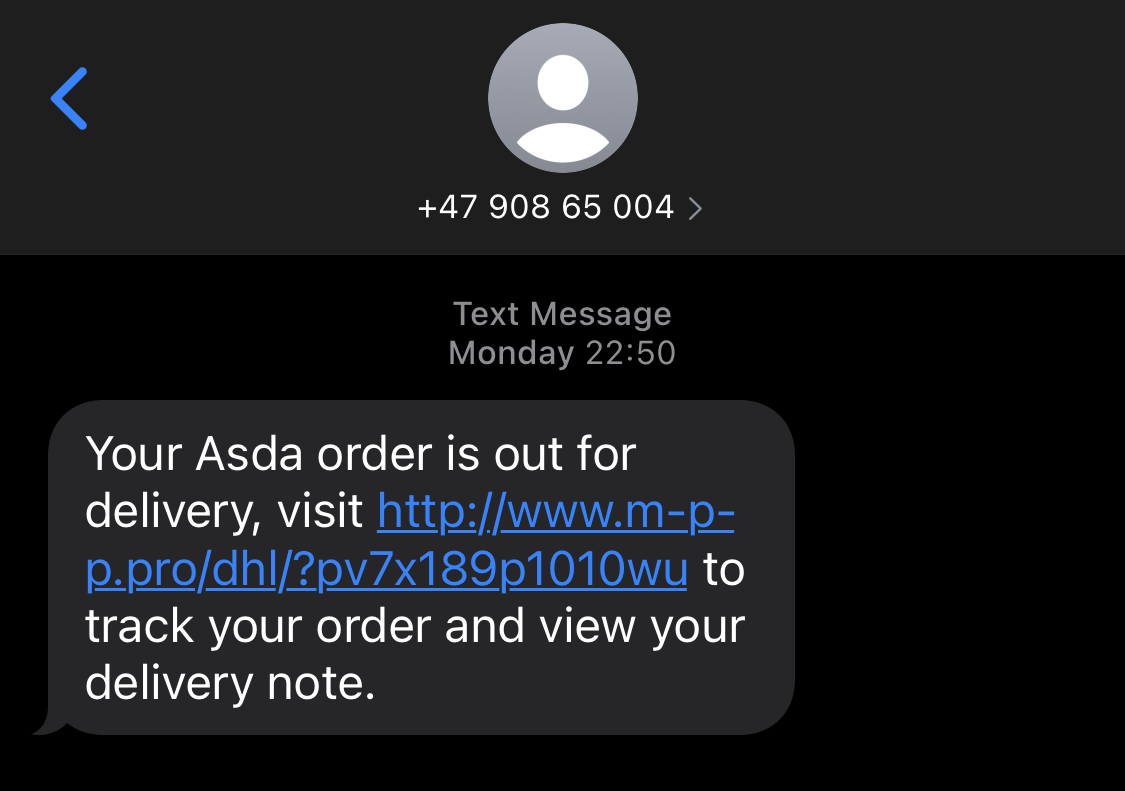 +47 908 65 004
Text Message
Monday 22:50
Your Asda order is out for
delivery, visit http://www.m-p-
p.pro/dhl/?pv7x189p1010wu to
track your order and view your
delivery note.